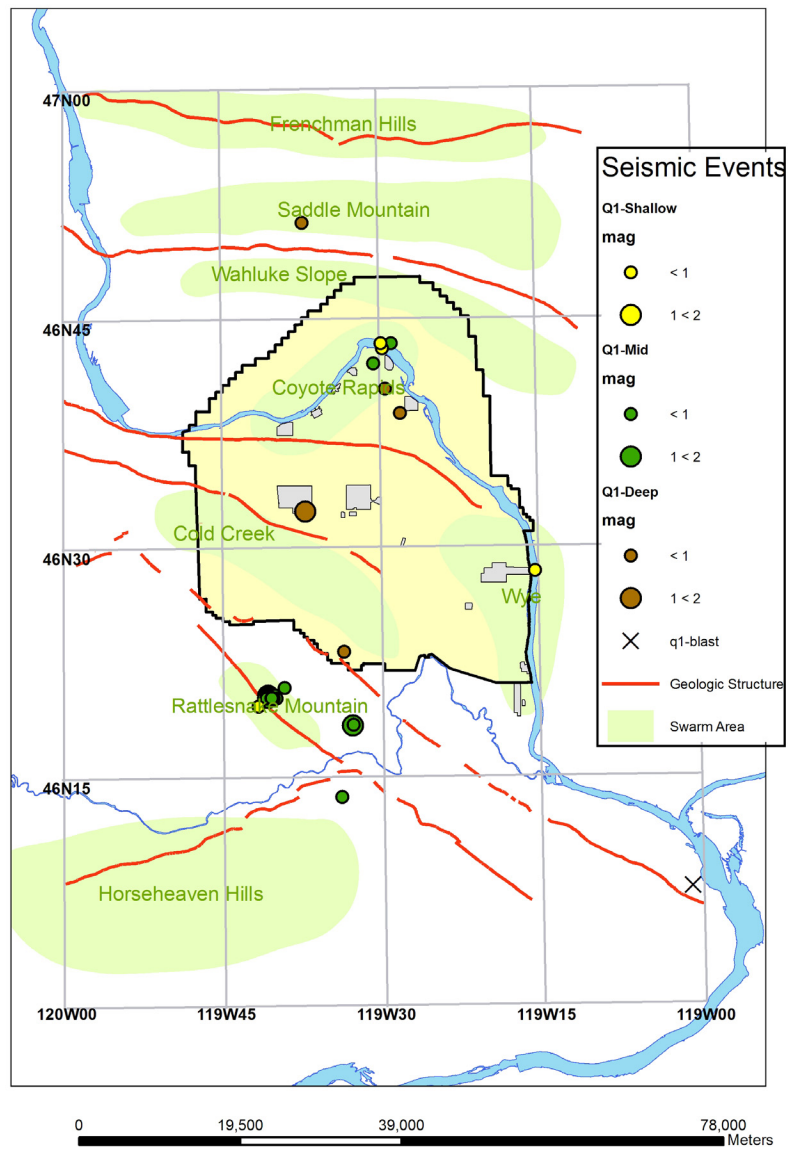 47N00
Frenchman Hills
Seismic Events
Saddle Mountain
Q1-Shallow
mag
Wahluke Slope
< 1
1 < 2
46N45
Q1-Mid
mag
Coyote Rapids
< 1
1 < 2
Q1-Deep
mag
Cold Creek
46N30
< 1
Wye
1 < 2
q1-blast
Geologic Structure
Rattlesnake Mountain
Swarm Area
46N15
Horseheaven Hills
120W00 119W45 119W30 119W15 119W00
0 19,500 39,000 78,000
Meters